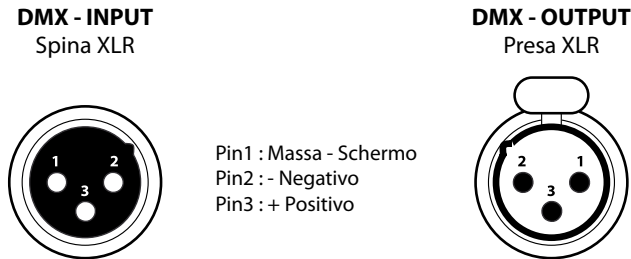 DMX - INPUT
Spina XLR
DMX - OUTPUT
Presa XLR
1 2
3
Pin1 : Massa - Schermo
Pin2 : - Negativo
Pin3 : + Positivo
2 1
3